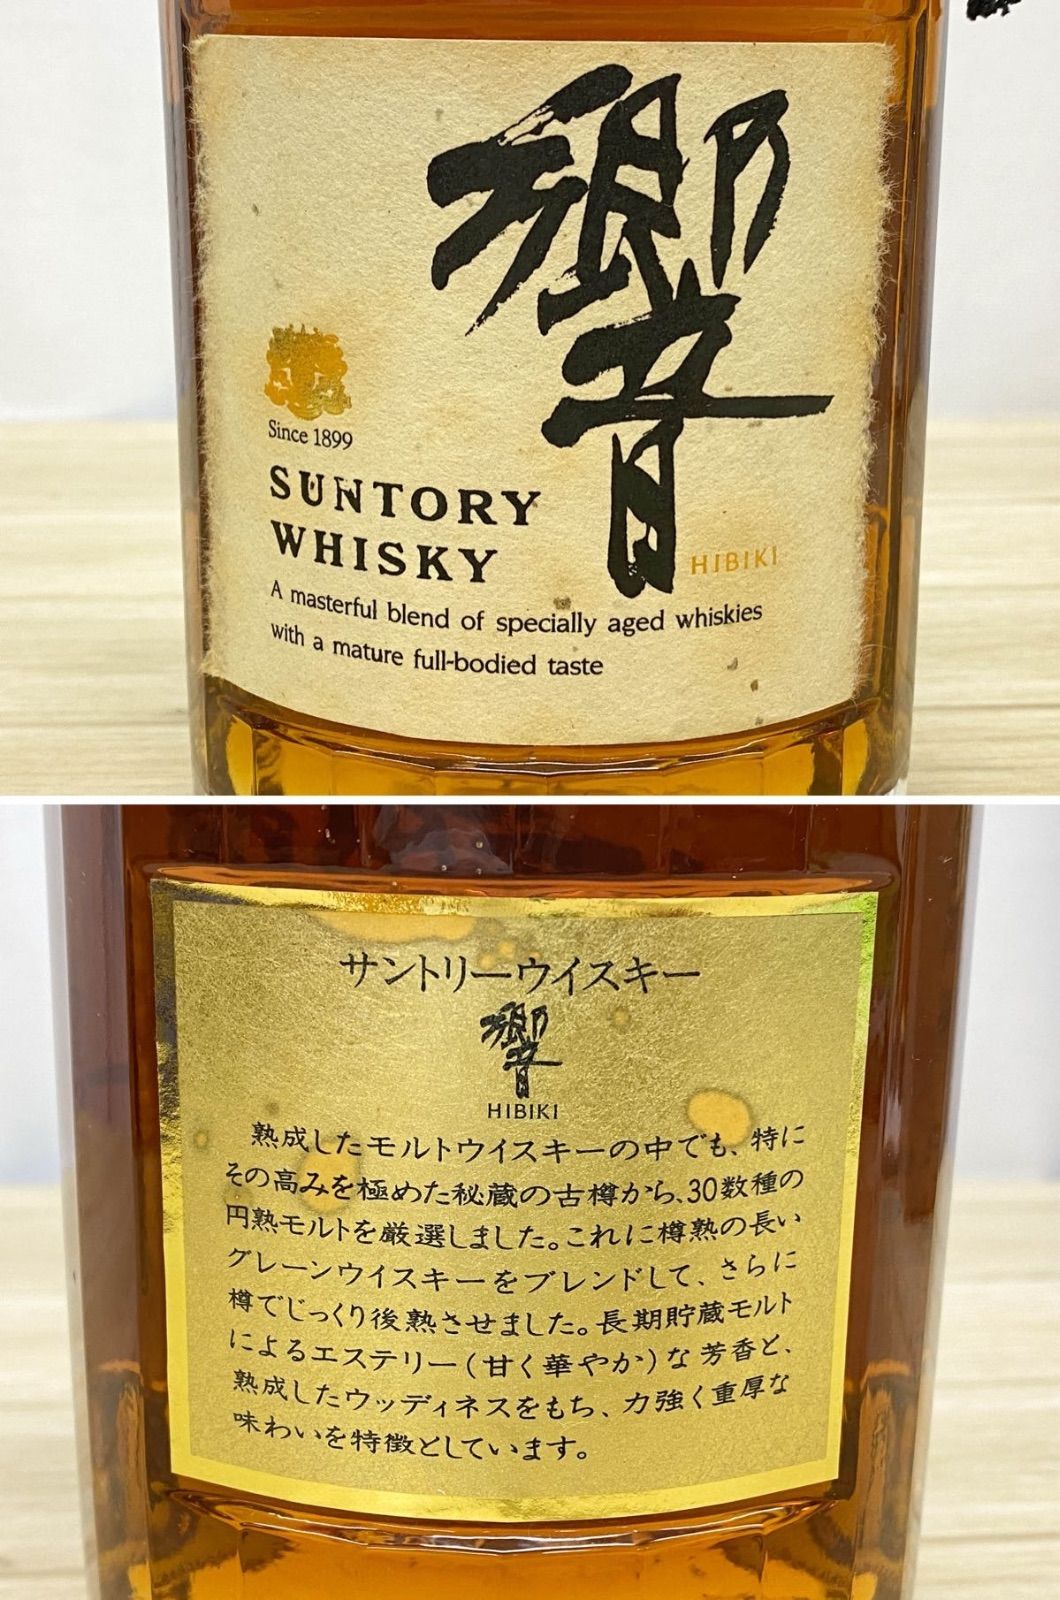 響
Since 1899
SUNTORY
WHISKY
HIBIKI
A masterful blend of specially aged whiskies
with a mature full-bodied taste
サントリーウイスキー
響
HIBIKI
熟成したモルトウイスキーの中でも、特に
その高みを極めた秘蔵の古樽から、30数種の
円熟モルトを厳選しました。これに樽熟の長い
グレーンウイスキーをブレンドして、さらに
樽でじっくり後熟させました。長期貯蔵モルト
によるエステリー(甘く華やか)な芳香と、
熟成したウッディネスをもち、力強く重厚な
味わいを特徴としています。